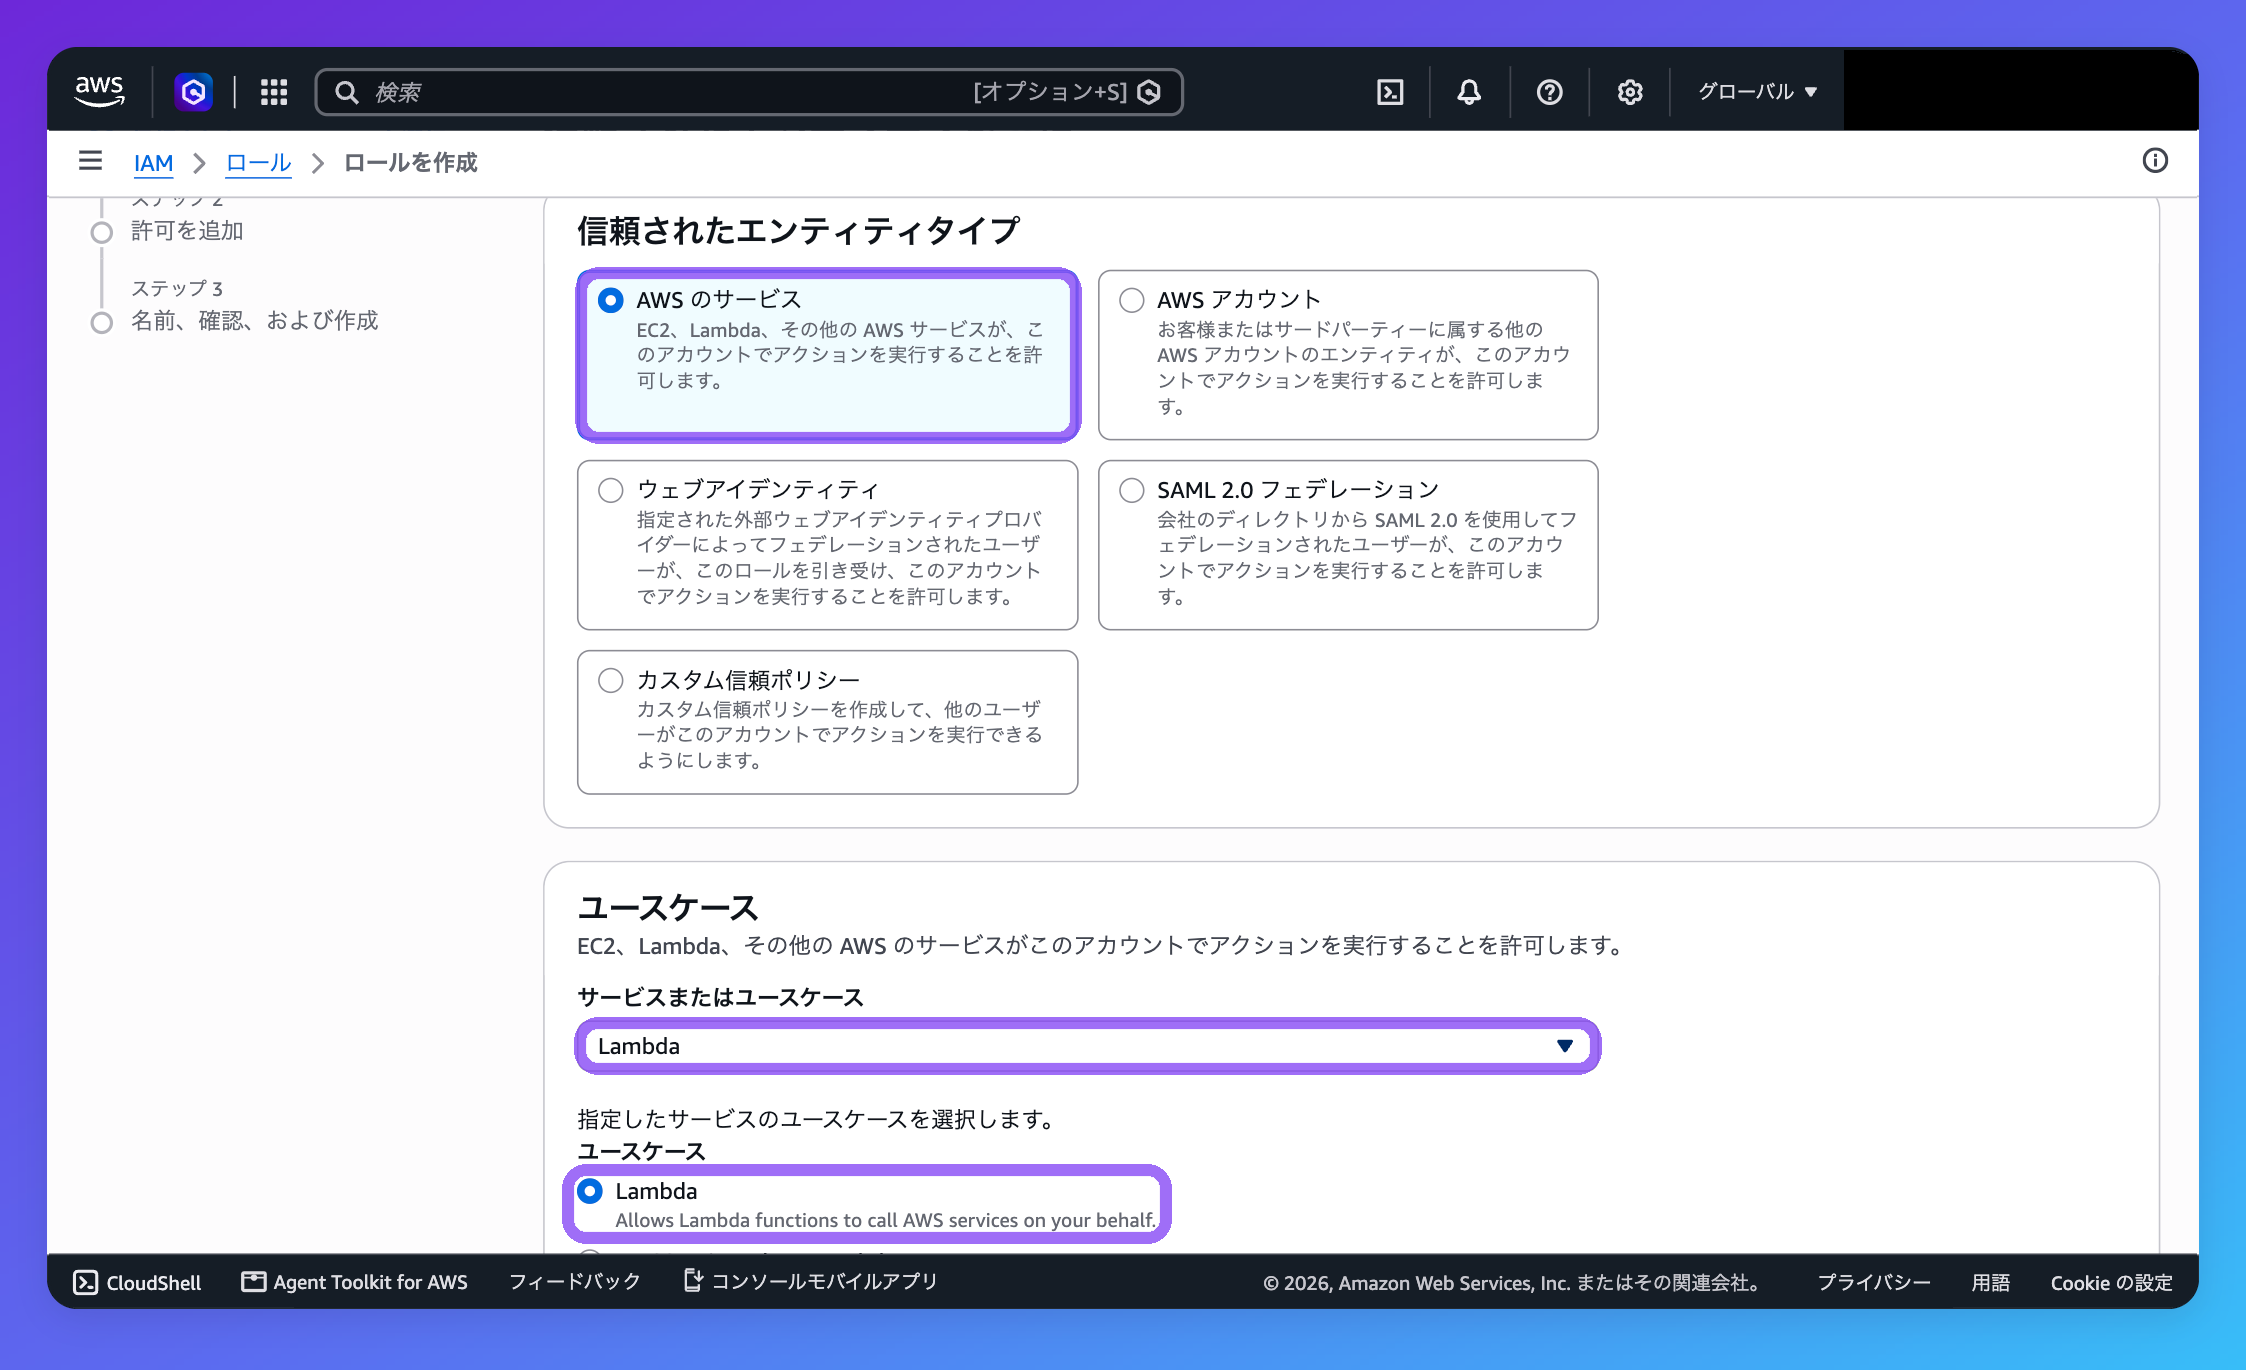 aws
検索
[オプション+S]
グローバル
IAM
ロール
ロールを作成
ステップ 2
許可を追加
ステップ 3
名前、確認、および作成
信頼されたエンティティタイプ
AWS のサービス
EC2、Lambda、その他の AWS サービスが、こ
のアカウントでアクションを実行することを許
可します。
AWS アカウント
お客様またはサードパーティーに属する他の
AWS アカウントのエンティティが、このアカウ
ントでアクションを実行することを許可しま
す。
ウェブアイデンティティ
指定された外部ウェブアイデンティティプロバ
イダーによってフェデレーションされたユーザ
ーが、このロールを引き受け、このアカウント
でアクションを実行することを許可します。
SAML 2.0 フェデレーション
会社のディレクトリから SAML 2.0 を使用してフ
ェデレーションされたユーザーが、このアカウ
ントでアクションを実行することを許可しま
す。
カスタム信頼ポリシー
カスタム信頼ポリシーを作成して、他のユーザ
ーがこのアカウントでアクションを実行できる
ようにします。
ユースケース
EC2、Lambda、その他の AWS のサービスがこのアカウントでアクションを実行することを許可します。
サービスまたはユースケース
Lambda
指定したサービスのユースケースを選択します。
ユースケース
Lambda
Allows Lambda functions to call AWS services on your behalf.
CloudShell
Agent Toolkit for AWS
フィードバック
コンソールモバイルアプリ
© 2026, Amazon Web Services, Inc. またはその関連会社。
プライバシー
用語
Cookie の設定